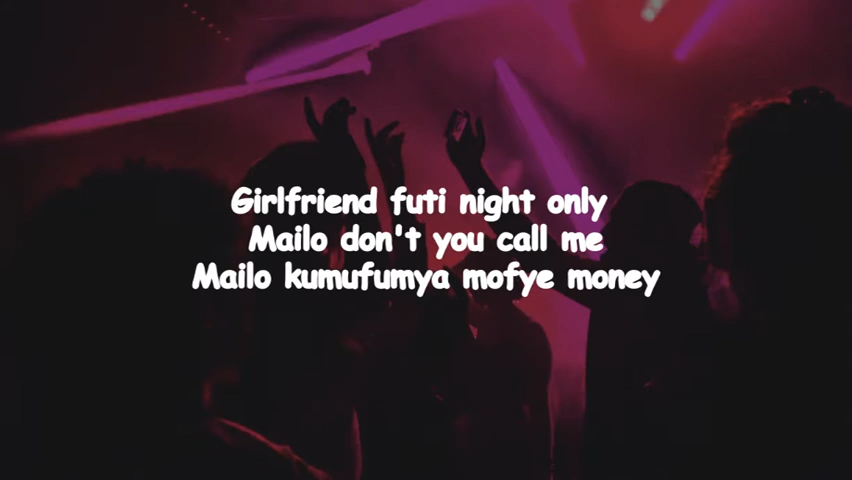 Girlfriend futi night only
Mailo don't you call me
Mailo kumufumya mofye money